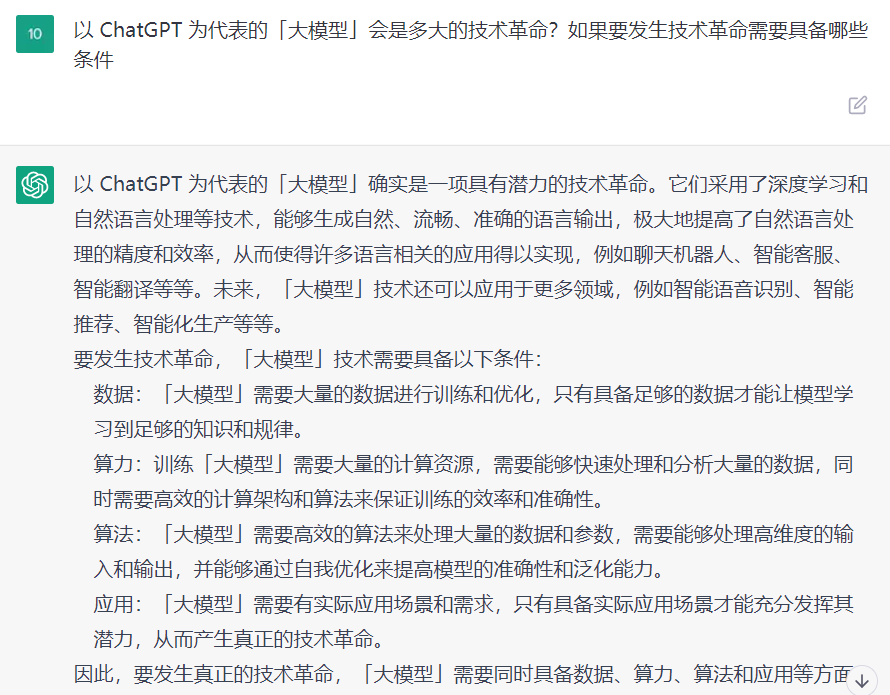 10
以 ChatGPT 为代表的「大模型」会是多大的技术革命？如果要发生技术革命需要具备哪些
条件
以 ChatGPT 为代表的「大模型」确实是一项具有潜力的技术革命。它们采用了深度学习和
自然语言处理等技术，能够生成自然、流畅、准确的语言输出，极大地提高了自然语言处
理的精度和效率，从而使得许多语言相关的应用得以实现，例如聊天机器人、智能客服、
智能翻译等等。未来，「大模型」技术还可以应用于更多领域，例如智能语音识别、智能
推荐、智能化生产等等。
要发生技术革命，「大模型」技术需要具备以下条件：
数据：「大模型」需要大量的数据进行训练和优化，只有具备足够的数据才能让模型学
习到足够的知识和规律。
算力：训练「大模型」需要大量的计算资源，需要能够快速处理和分析大量的数据，同
时需要高效的计算架构和算法来保证训练的效率和准确性。
算法：「大模型」需要高效的算法来处理大量的数据和参数，需要能够处理高维度的输
入和输出，并能够通过自我优化来提高模型的准确性和泛化能力。
应用：「大模型」需要有实际应用场景和需求，只有具备实际应用场景才能充分发挥其
潜力，从而产生真正的技术革命。
因此，要发生真正的技术革命，「大模型」需要同时具备数据、算力、算法和应用等方面